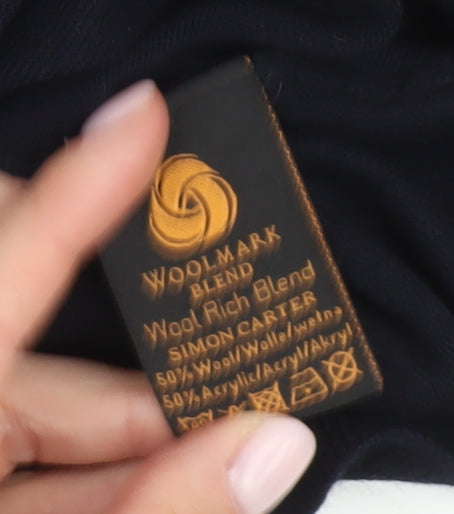 WOOLMARK
BLEND
Wool Rich Blend
SIMON CARTER
50% Wool/Wolle/wełna
50% Acrylic/Acryl/Akryl